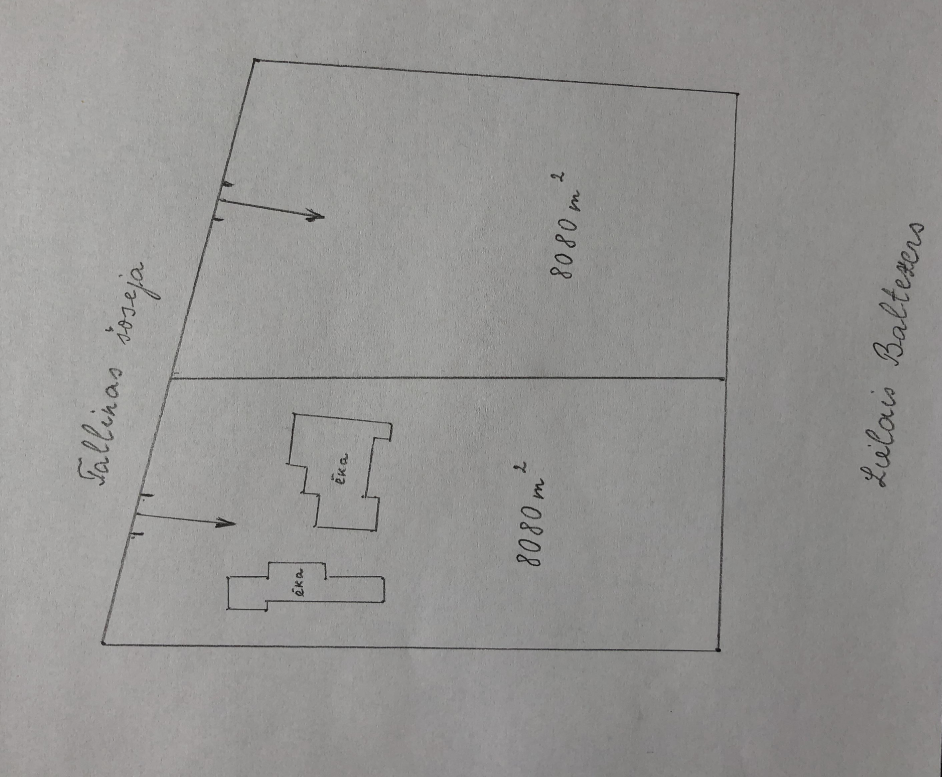 Tallinas šoseja
8080 m²
ēka
ēka
8080 m²
Lielais Baltezers